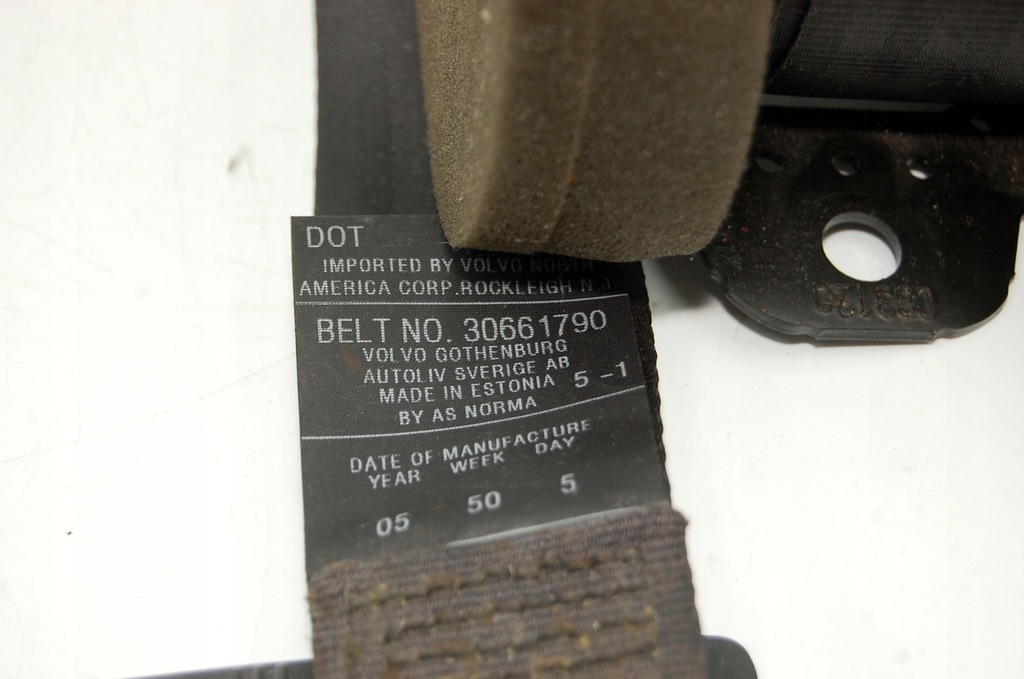 DOT
IMPORTED BY VOLVO NORTH
AMERICA CORP.ROCKLEIGH N J
BELT NO. 30661790
VOLVO GOTHENBURG
AUTOLIV SVERIGE AB
MADE IN ESTONIA 5 -1
BY AS NORMA
DATE OF MANUFACTURE
YEAR WEEK DAY
05 50 5